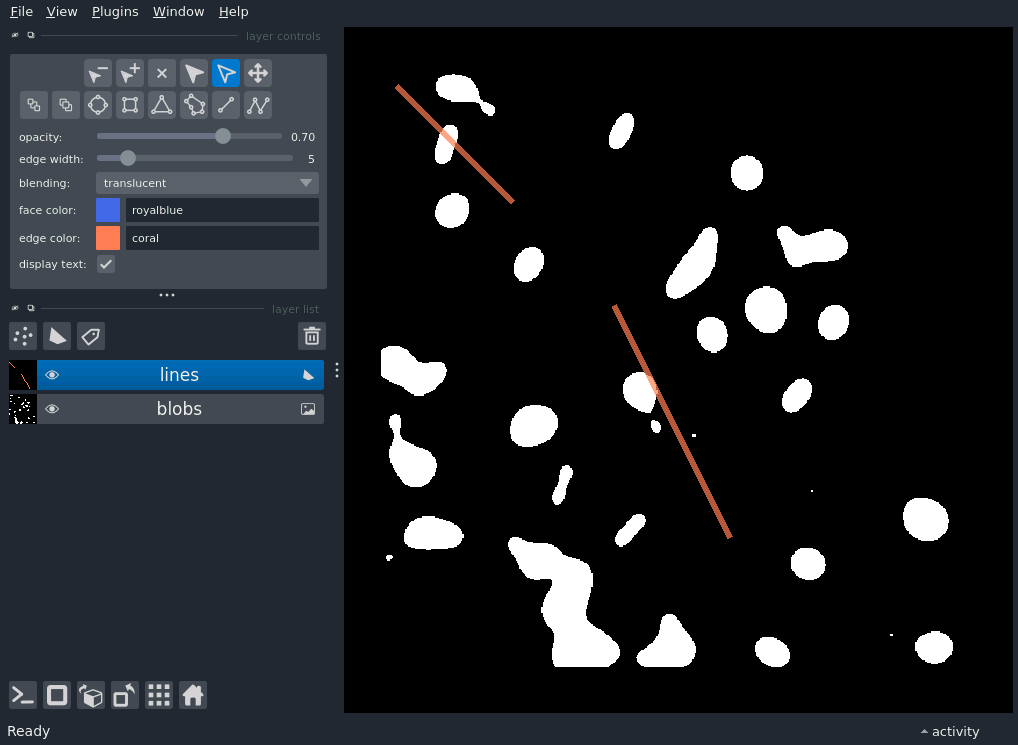 File View Plugins Window Help
layer controls
opacity: 0.70
edge width: 5
blending: translucent
face color: royalblue
edge color: coral
display text:
layer list
lines
blobs
Ready activity